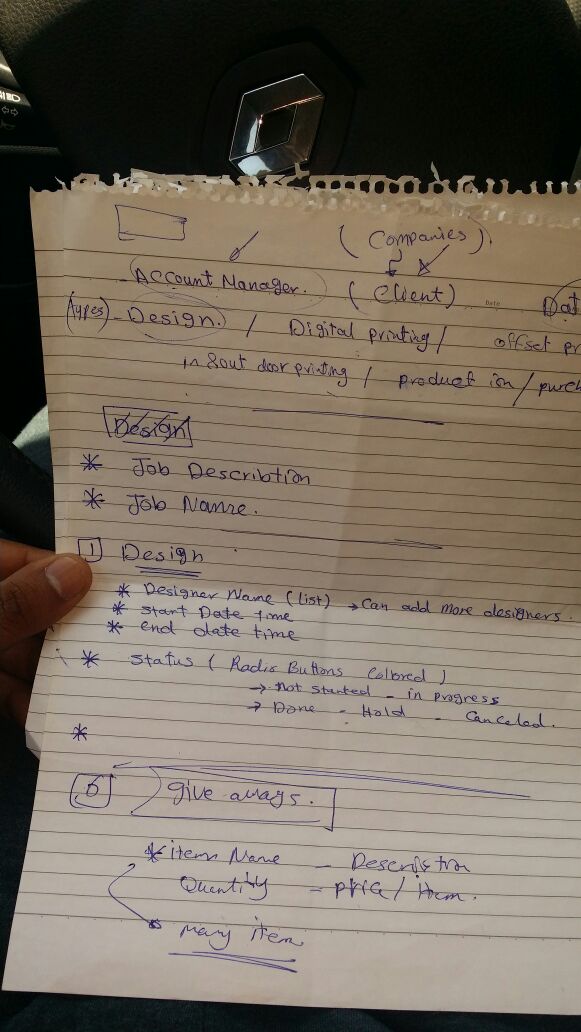 (Companies).
Account Manager. (Client) Date Dat
(types) - Design. / Digital printing / offset pr
in & out door printing / product ion / purch
Design
* Job Describtion
* Job Name.
1 Design
* Designer Name (list) → Can add more designers.
* Start Date time
* end date time
* Status ( Radio Buttons Colored )
→ Not started - in progress
→ Done - Hold - Canceled.
*
5 give aways.
* item Name - Describtion
Quantity - price / item.
many item